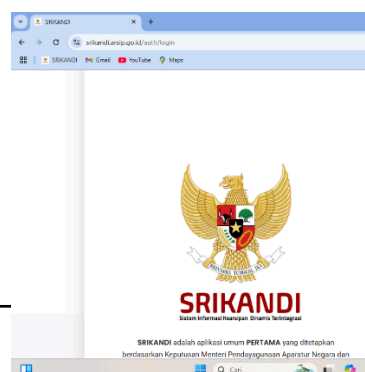 SRIKANDI
srikandi.arsip.go.id/auth/login
SRIKANDI Gmail YouTube Maps
SRIKANDI
Sistem Informasi Kearsipan Dinamis Terintegrasi
SRIKANDI adalah aplikasi umum PERTAMA yang ditetapkan
berdasarkan Keputusan Menteri Pendayagunaan Aparatur Negara dan
Cari